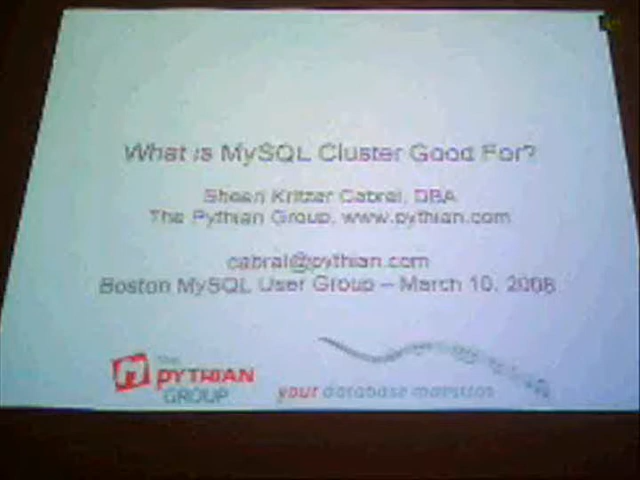 What is MySQL Cluster Good For?
Sheeri Kritzer Cabral, DBA
The Pythian Group, www.pythian.com
cabral@pythian.com
Boston MySQL User Group – March 10, 2008
THE
PYTHIAN
GROUP
your database maestros